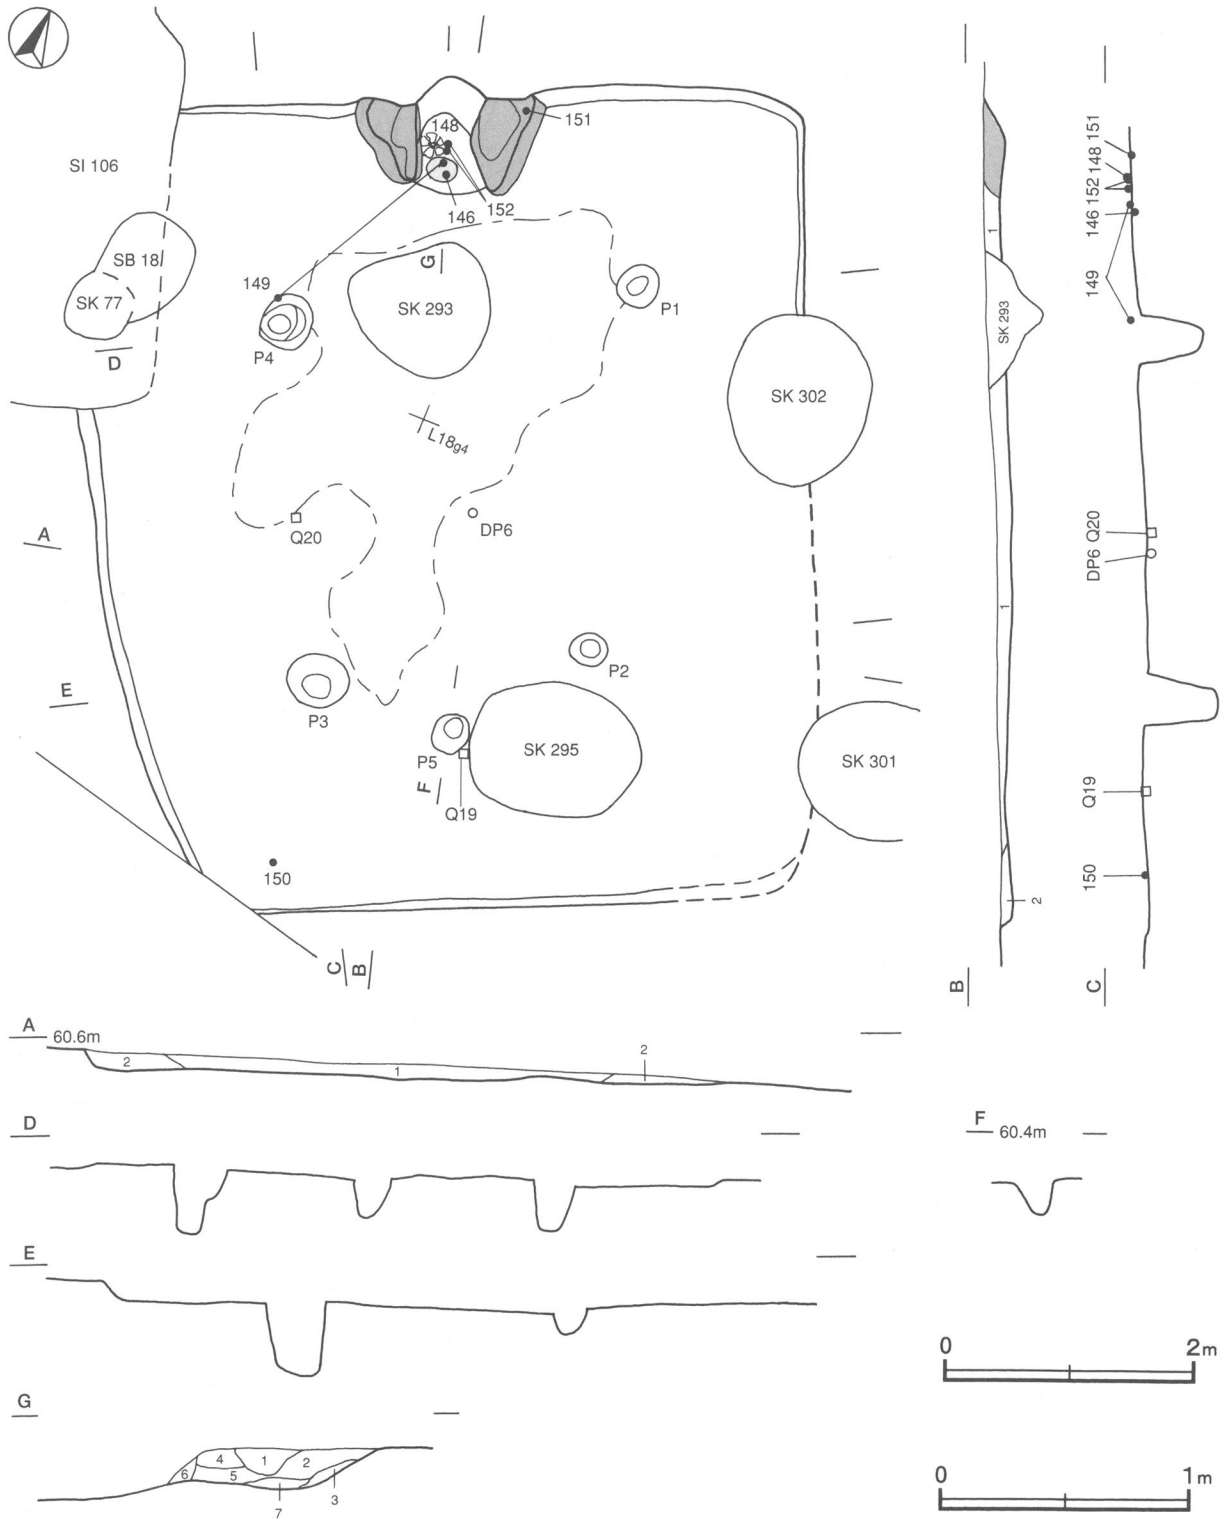 SI 106
SB 18
SK 77
D
148
151
146
152
149
G
SK 293
P1
P4
L18g4
SK 302
A
Q20
DP6
E
P3
P2
P5
SK 295
SK 301
F
Q19
150
C
B
1
SK 293
1
2
B
151
148
152
146
149
Q20
DP6
Q19
150
C
A 60.6m
2
1
2
D
F 60.4m
E
0 2m
G
4 1 2
6 5
7 3
0 1m